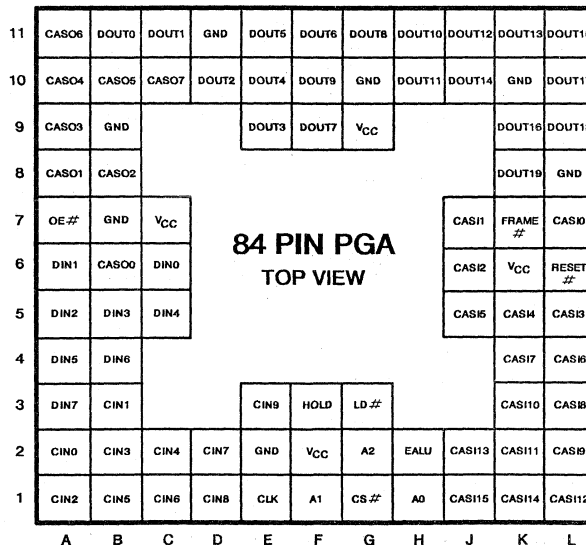 11 CASO6 DOUT0 DOUT1 GND DOUT5 DOUT6 DOUT8 DOUT10 DOUT12 DOUT13
10 CASO4 CASO5 CASO7 DOUT2 DOUT4 DOUT9 GND DOUT11 DOUT14 GND
9 CASO3 GND DOUT3 DOUT7 VCC DOUT16
8 CASO1 CASO2 DOUT19 GND
7 OE# GND VCC CASI1 FRAME# CASI0
84 PIN PGA
6 DIN1 CASO0 DIN0 CASI2 VCC RESET#
TOP VIEW
5 DIN2 DIN3 DIN4 CASI5 CASI4 CASI3
4 DIN5 DIN6 CASI7 CASI6
3 DIN7 CIN1 CIN9 HOLD LD# CASI10 CASI8
2 CIN0 CIN3 CIN4 CIN7 GND VCC A2 EALU CASI13 CASI11 CASI9
1 CIN2 CIN5 CIN6 CIN8 CLK A1 CS# A0 CASI15 CASI14 CASI12
A B C D E F G H J K L